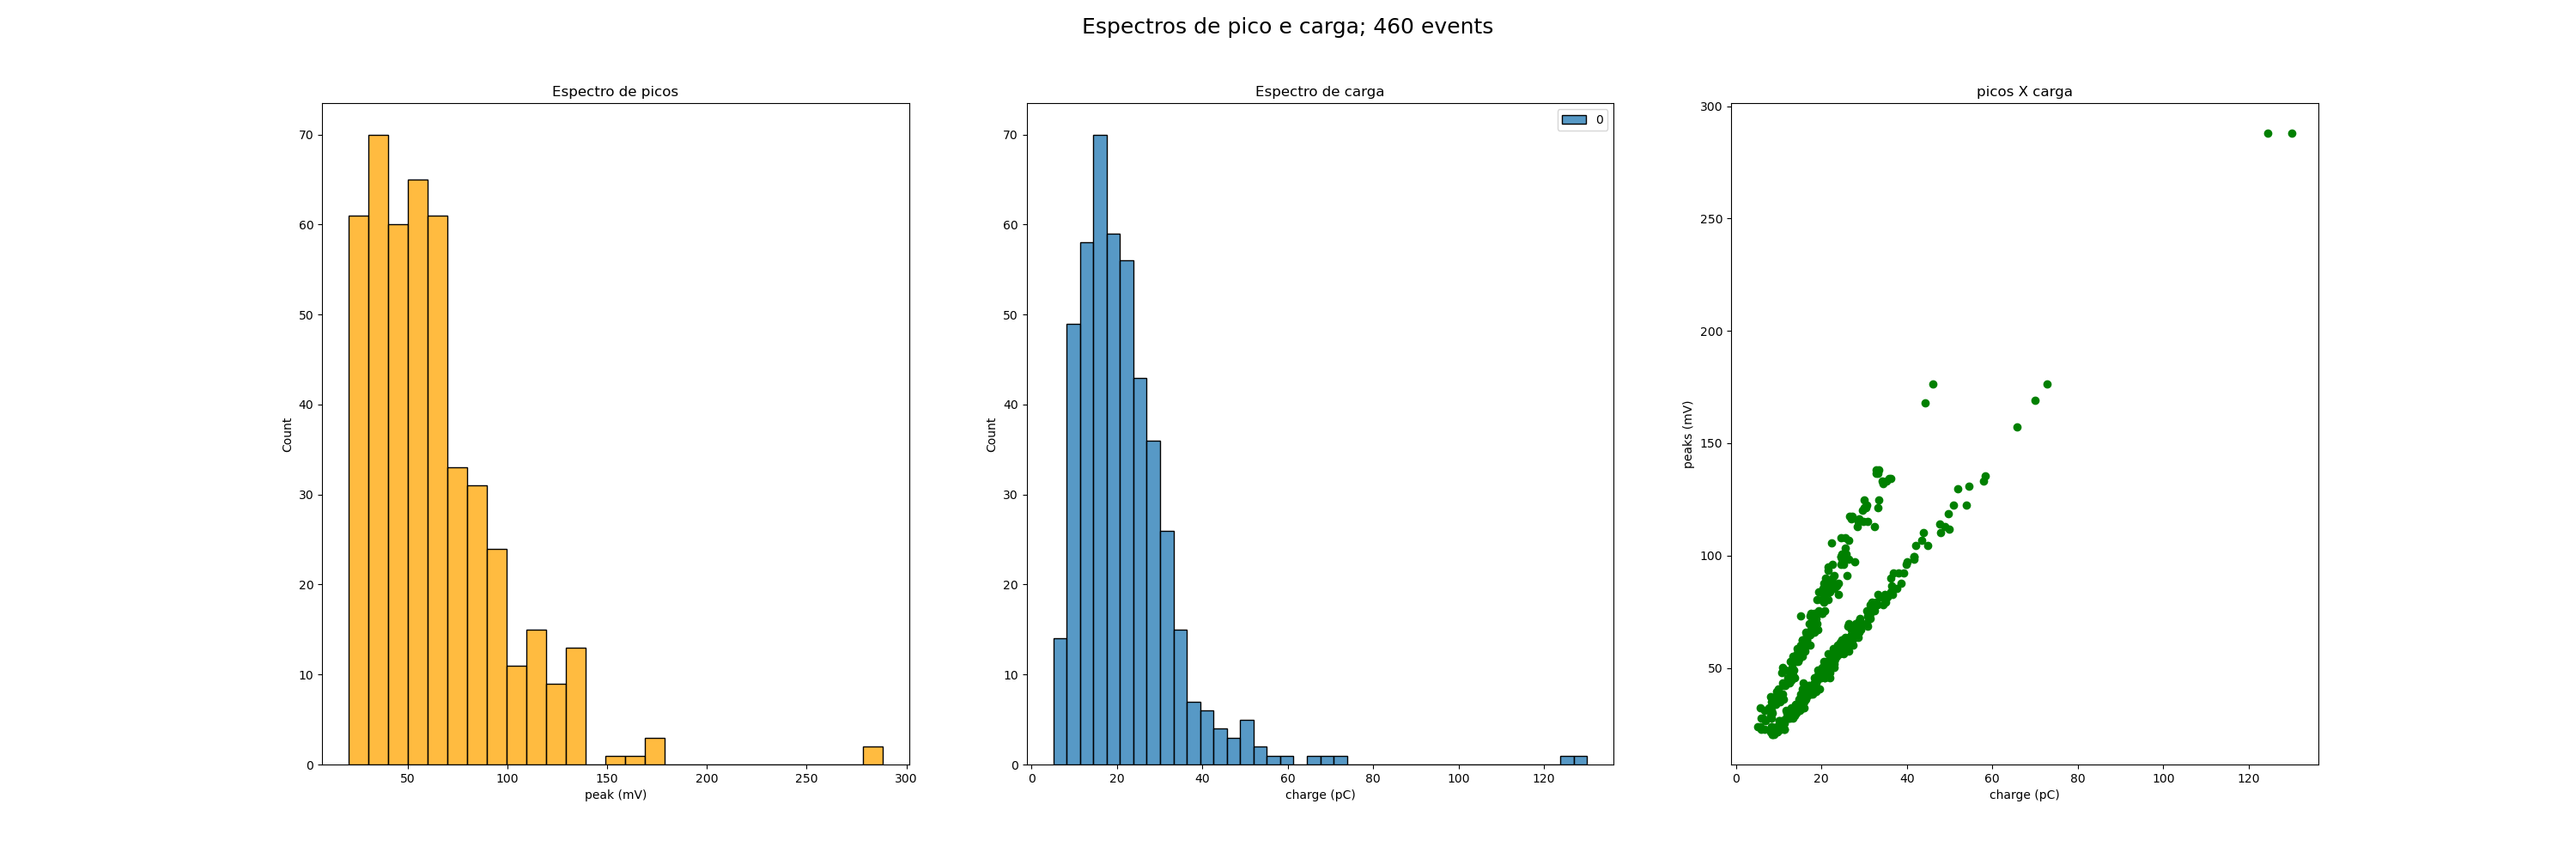 Espectros de pico e carga; 460 events
Espectro de picos
70
60
50
40
30
20
10
0
Count
50 100 150 200 250 300
peak (mV)
Espectro de carga
0
70
60
50
40
30
20
10
0
Count
0 20 40 60 80 100 120
charge (pC)
picos X carga
300
250
200
150
100
50
peaks (mV)
0 20 40 60 80 100 120
charge (pC)